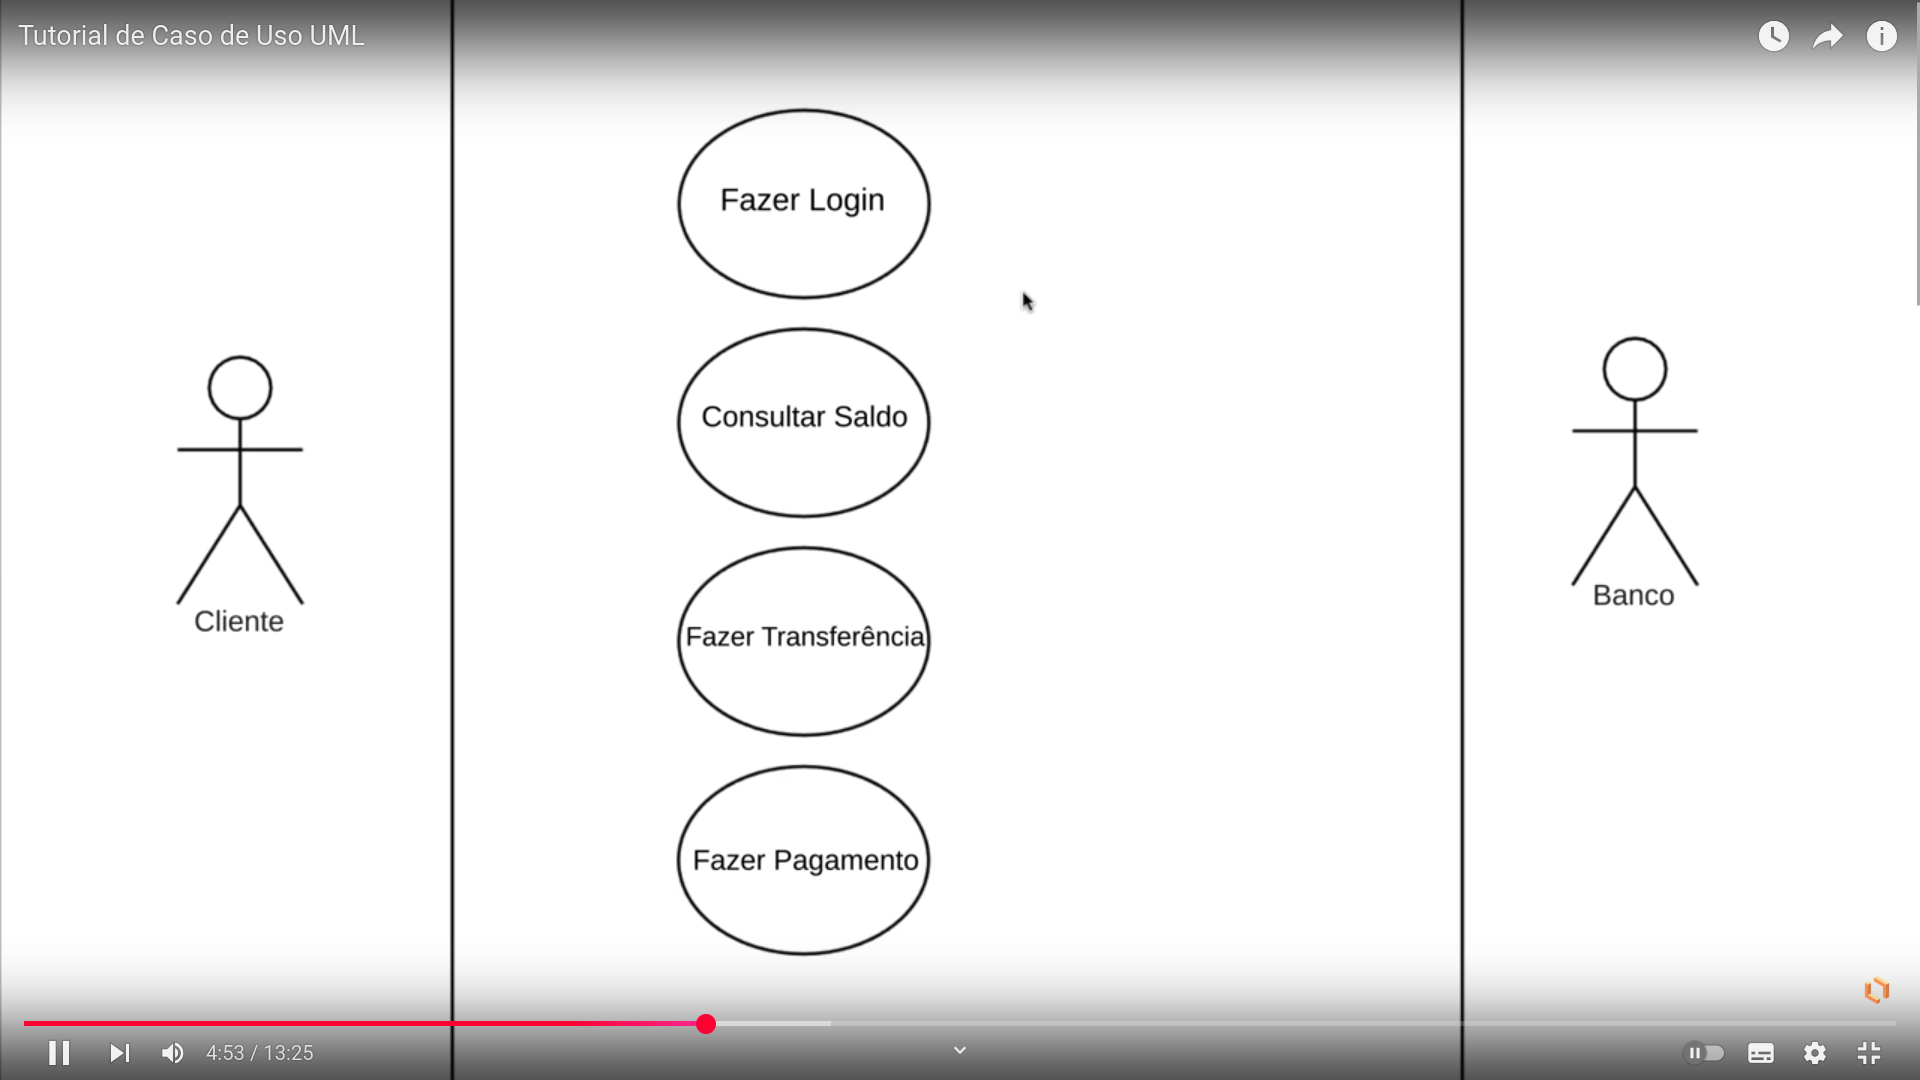 Tutorial de Caso de Uso UML
Fazer Login
Consultar Saldo
Cliente
Banco
Fazer Transferência
Fazer Pagamento
4:53 / 13:25